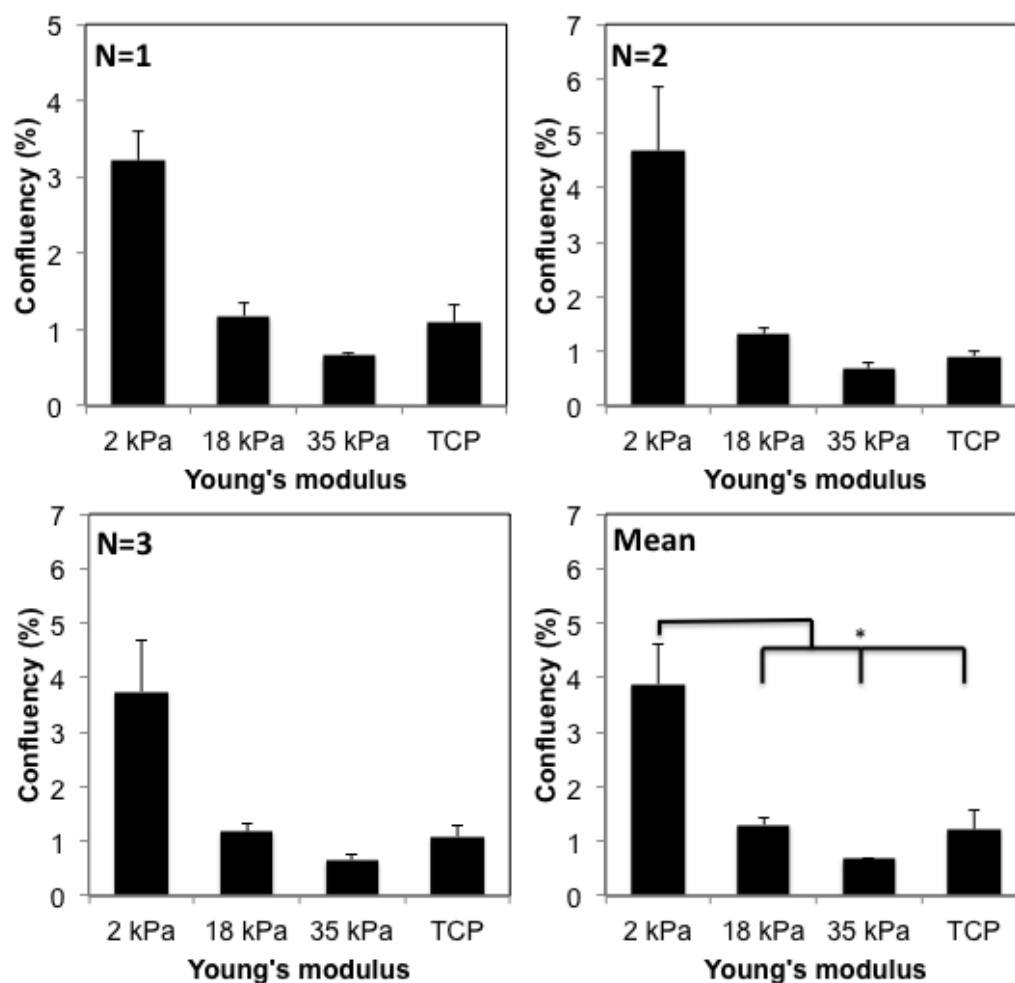 N=1
Confluency (%)
5
4
3
2
1
0
2 kPa 18 kPa 35 kPa TCP
Young's modulus
N=2
Confluency (%)
7
6
5
4
3
2
1
0
2 kPa 18 kPa 35 kPa TCP
Young's modulus
N=3
Confluency (%)
7
6
5
4
3
2
1
0
2 kPa 18 kPa 35 kPa TCP
Young's modulus
Mean
Confluency (%)
7
6
5
4
3
2
1
0
*
2 kPa 18 kPa 35 kPa TCP
Young's modulus